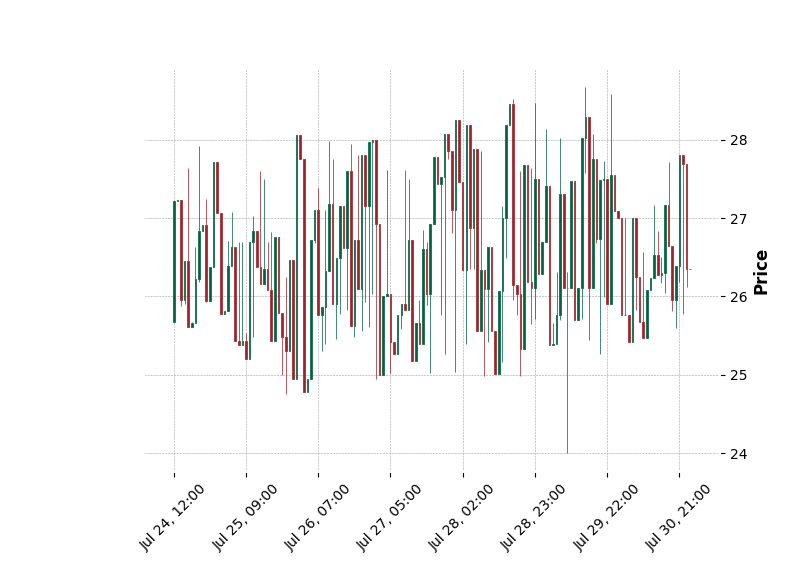 28
27
26
25
24
Price
Jul 24, 12:00
Jul 25, 09:00
Jul 26, 07:00
Jul 27, 05:00
Jul 28, 02:00
Jul 28, 23:00
Jul 29, 22:00
Jul 30, 21:00